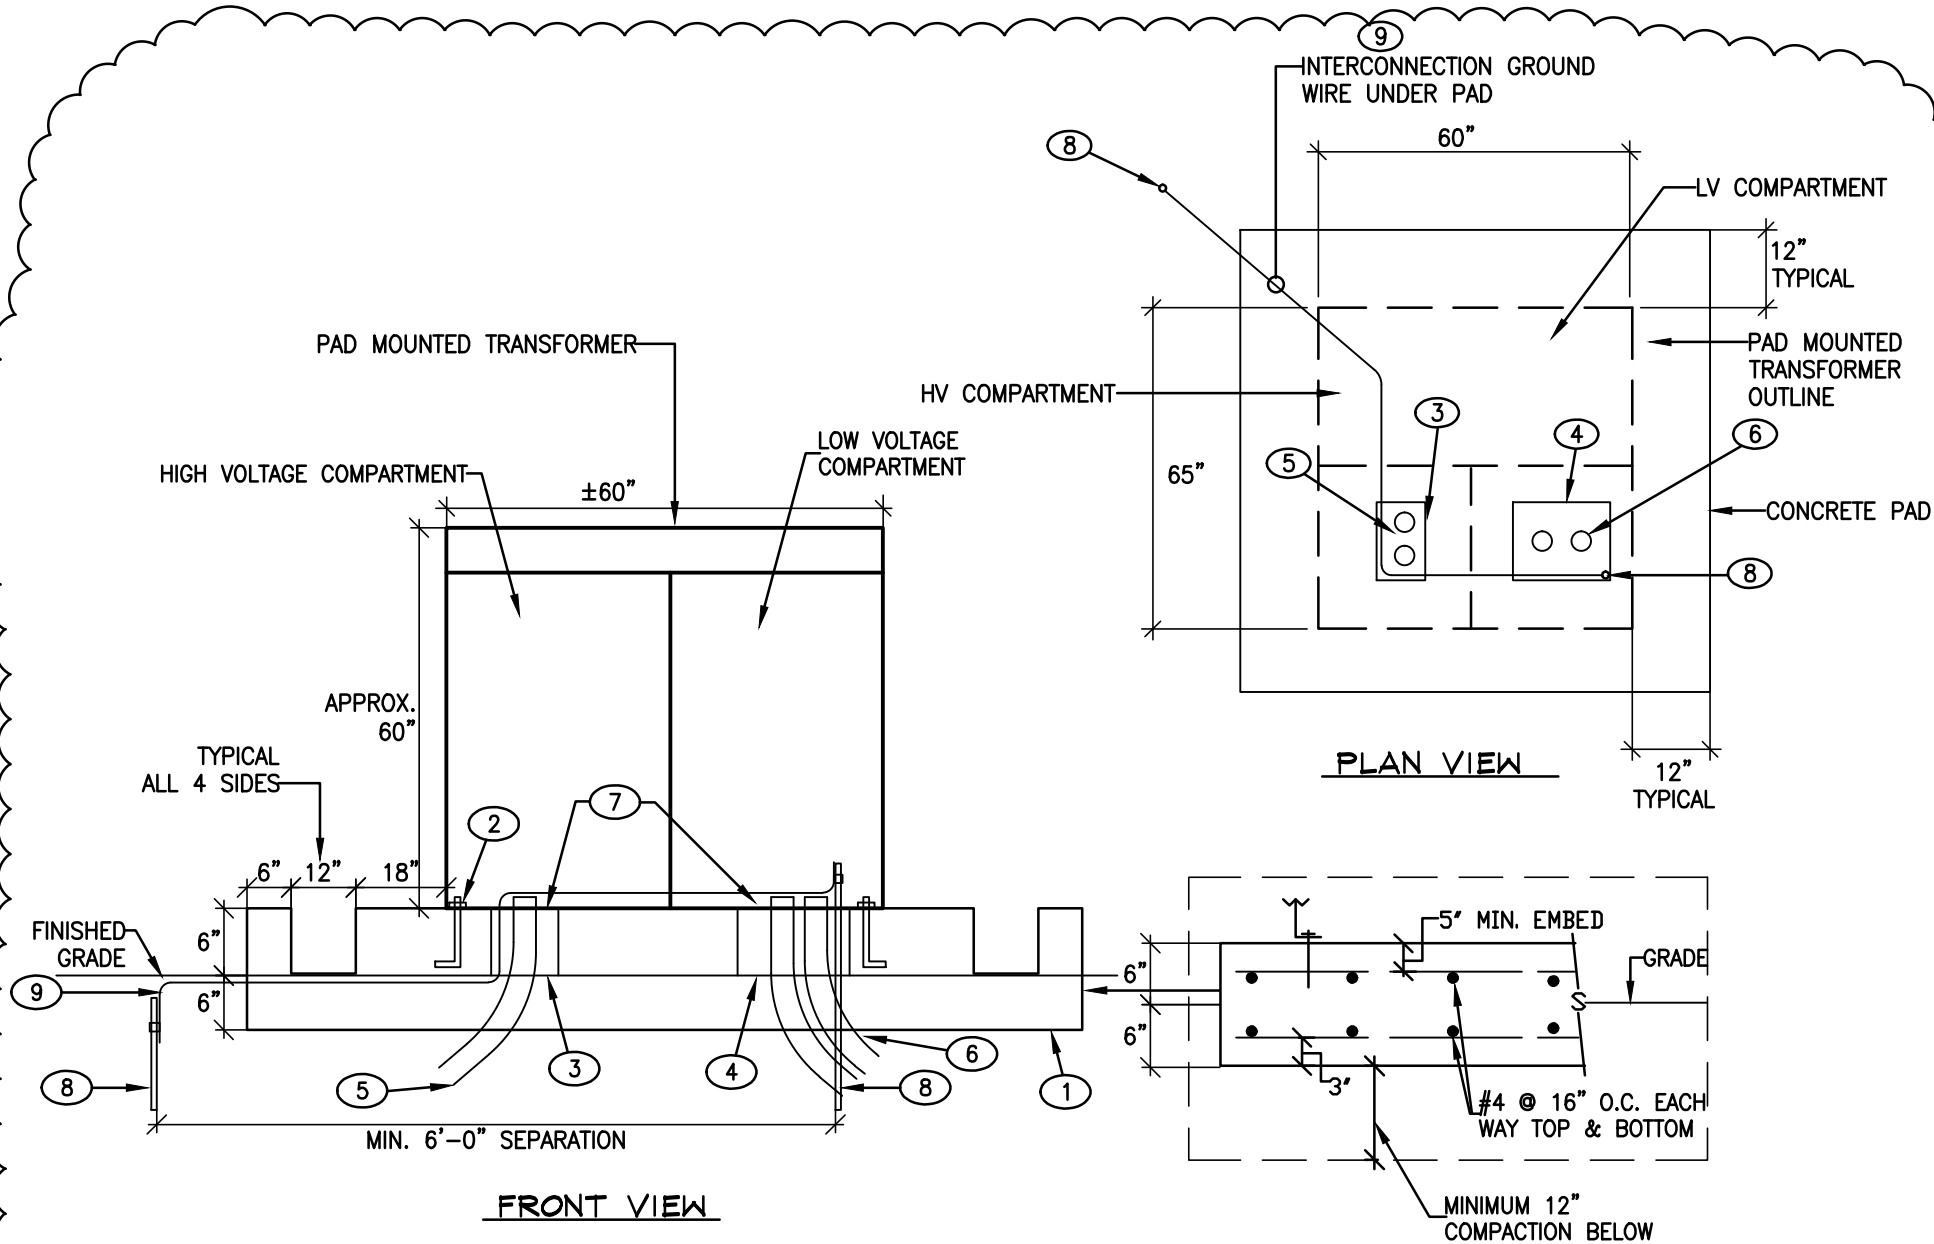 9
INTERCONNECTION GROUND
WIRE UNDER PAD
8
60"
LV COMPARTMENT
12"
TYPICAL
PAD MOUNTED
TRANSFORMER
OUTLINE
HV COMPARTMENT
3
4
6
5
65"
CONCRETE PAD
8
PLAN VIEW
12"
TYPICAL
PAD MOUNTED TRANSFORMER
LOW VOLTAGE
COMPARTMENT
HIGH VOLTAGE COMPARTMENT
±60"
APPROX.
60"
TYPICAL
ALL 4 SIDES
7
2
6"
12"
18"
FINISHED
GRADE
6"
9
6"
8
5
3
4
6
8
1
MIN. 6'-0" SEPARATION
FRONT VIEW
5" MIN. EMBED
GRADE
6"
6"
3"
#4 @ 16" O.C. EACH
WAY TOP & BOTTOM
MINIMUM 12"
COMPACTION BELOW